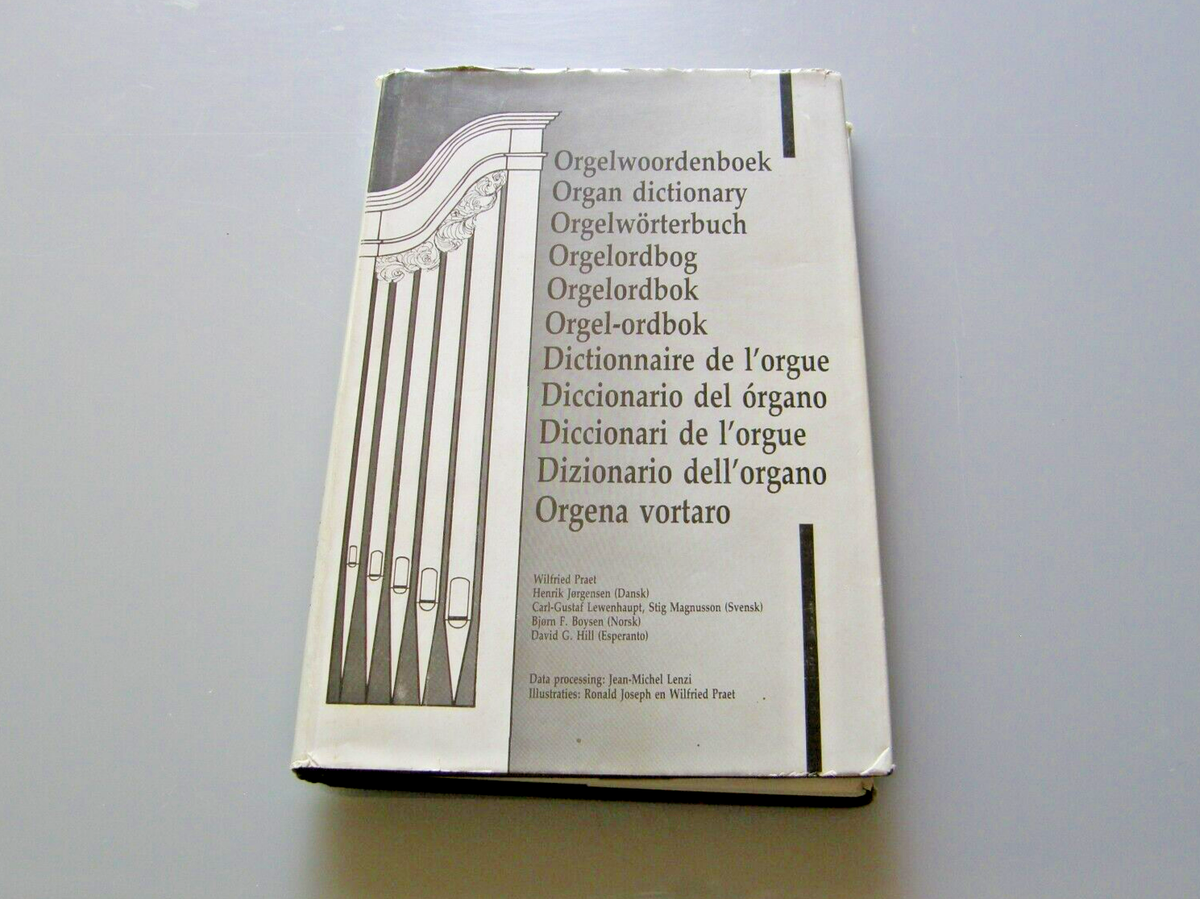 Orgelwoordenboek
Organ dictionary
Orgelwörterbuch
Orgelordbog
Orgelordbok
Orgel-ordbok
Dictionnaire de l'orgue
Diccionario del órgano
Diccionari de l'orgue
Dizionario dell'organo
Orgena vortaro
Wilfried Praet
Henrik Jørgensen (Dansk)
Carl-Gustaf Lewenhaupt, Stig Magnusson (Svensk)
Bjørn F. Boysen (Norsk)
David G. Hill (Esperanto)
Data processing: Jean-Michel Lenzi
Illustraties: Ronald Joseph en Wilfried Praet